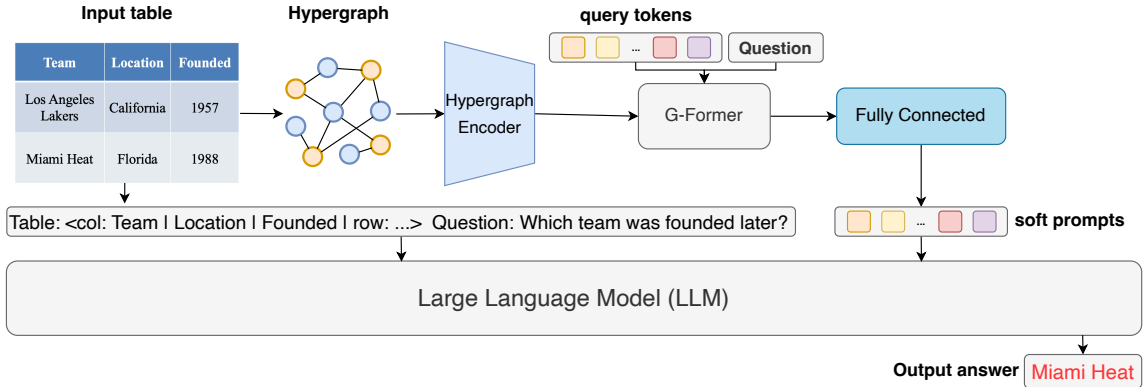 Input table
Hypergraph
query tokens
Team Location Founded
Los Angeles Lakers California 1957
Miami Heat Florida 1988
Hypergraph
Encoder
...
Question
G-Former
Fully Connected
Table: <col: Team | Location | Founded | row: ...> Question: Which team was founded later?
...
soft prompts
Large Language Model (LLM)
Output answer
Miami Heat